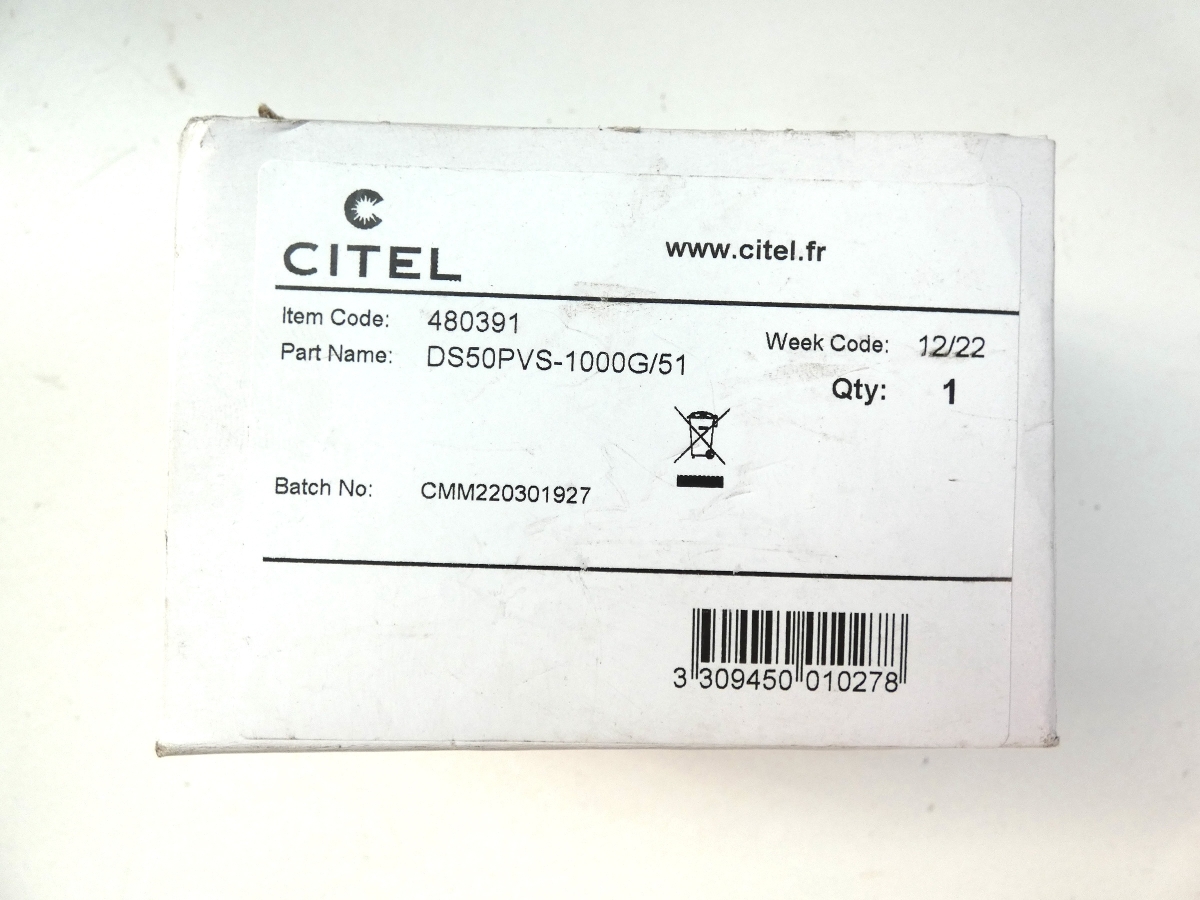 CITEL
www.citel.fr
Item Code: 480391
Part Name: DS50PVS-1000G/51
Week Code: 12/22
Qty: 1
Batch No: CMM220301927
3 309450 010278